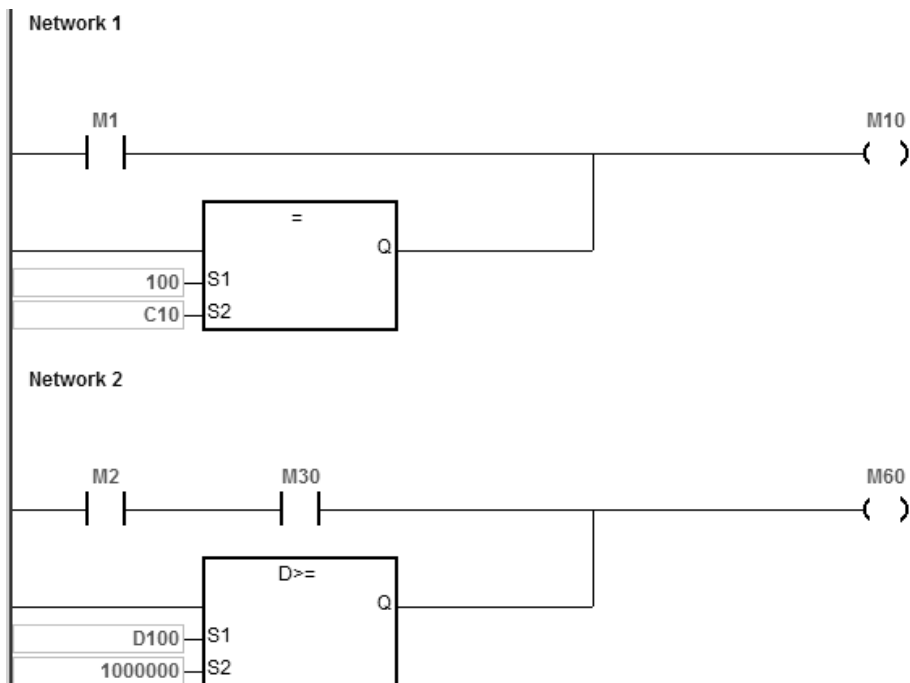 Network 1
M1 M10
=
Q
100 S1
C10 S2
Network 2
M2 M30 M60
D>=
Q
D100 S1
1000000 S2